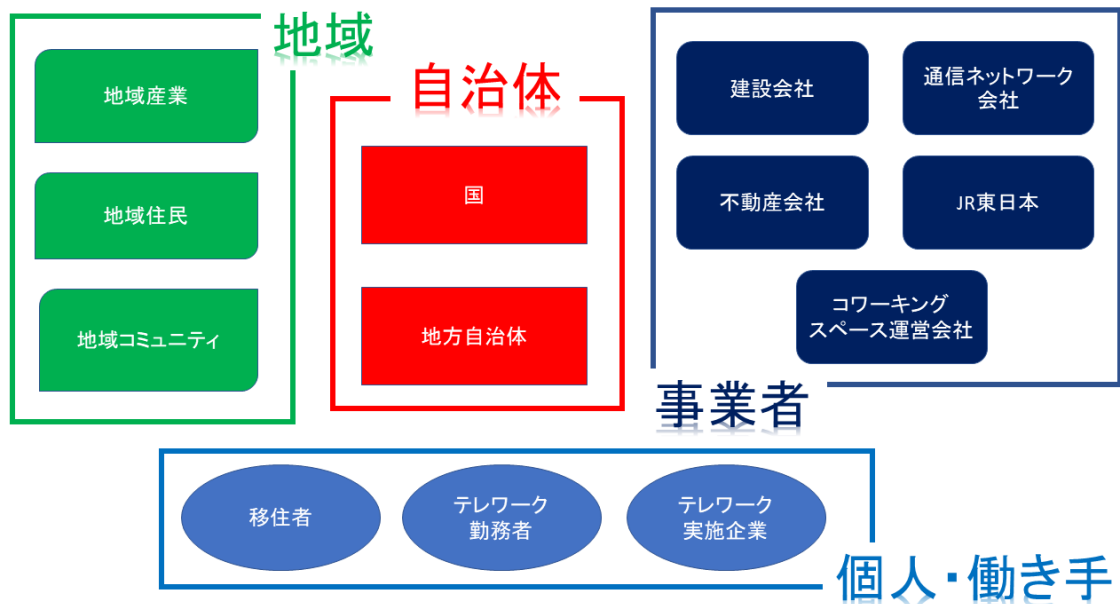 地域
地域産業
地域住民
地域コミュニティ
自治体
国
地方自治体
建設会社
通信ネットワーク
会社
不動産会社
JR東日本
コワーキング
スペース運営会社
事業者
移住者
テレワーク
勤務者
テレワーク
実施企業
個人・働き手